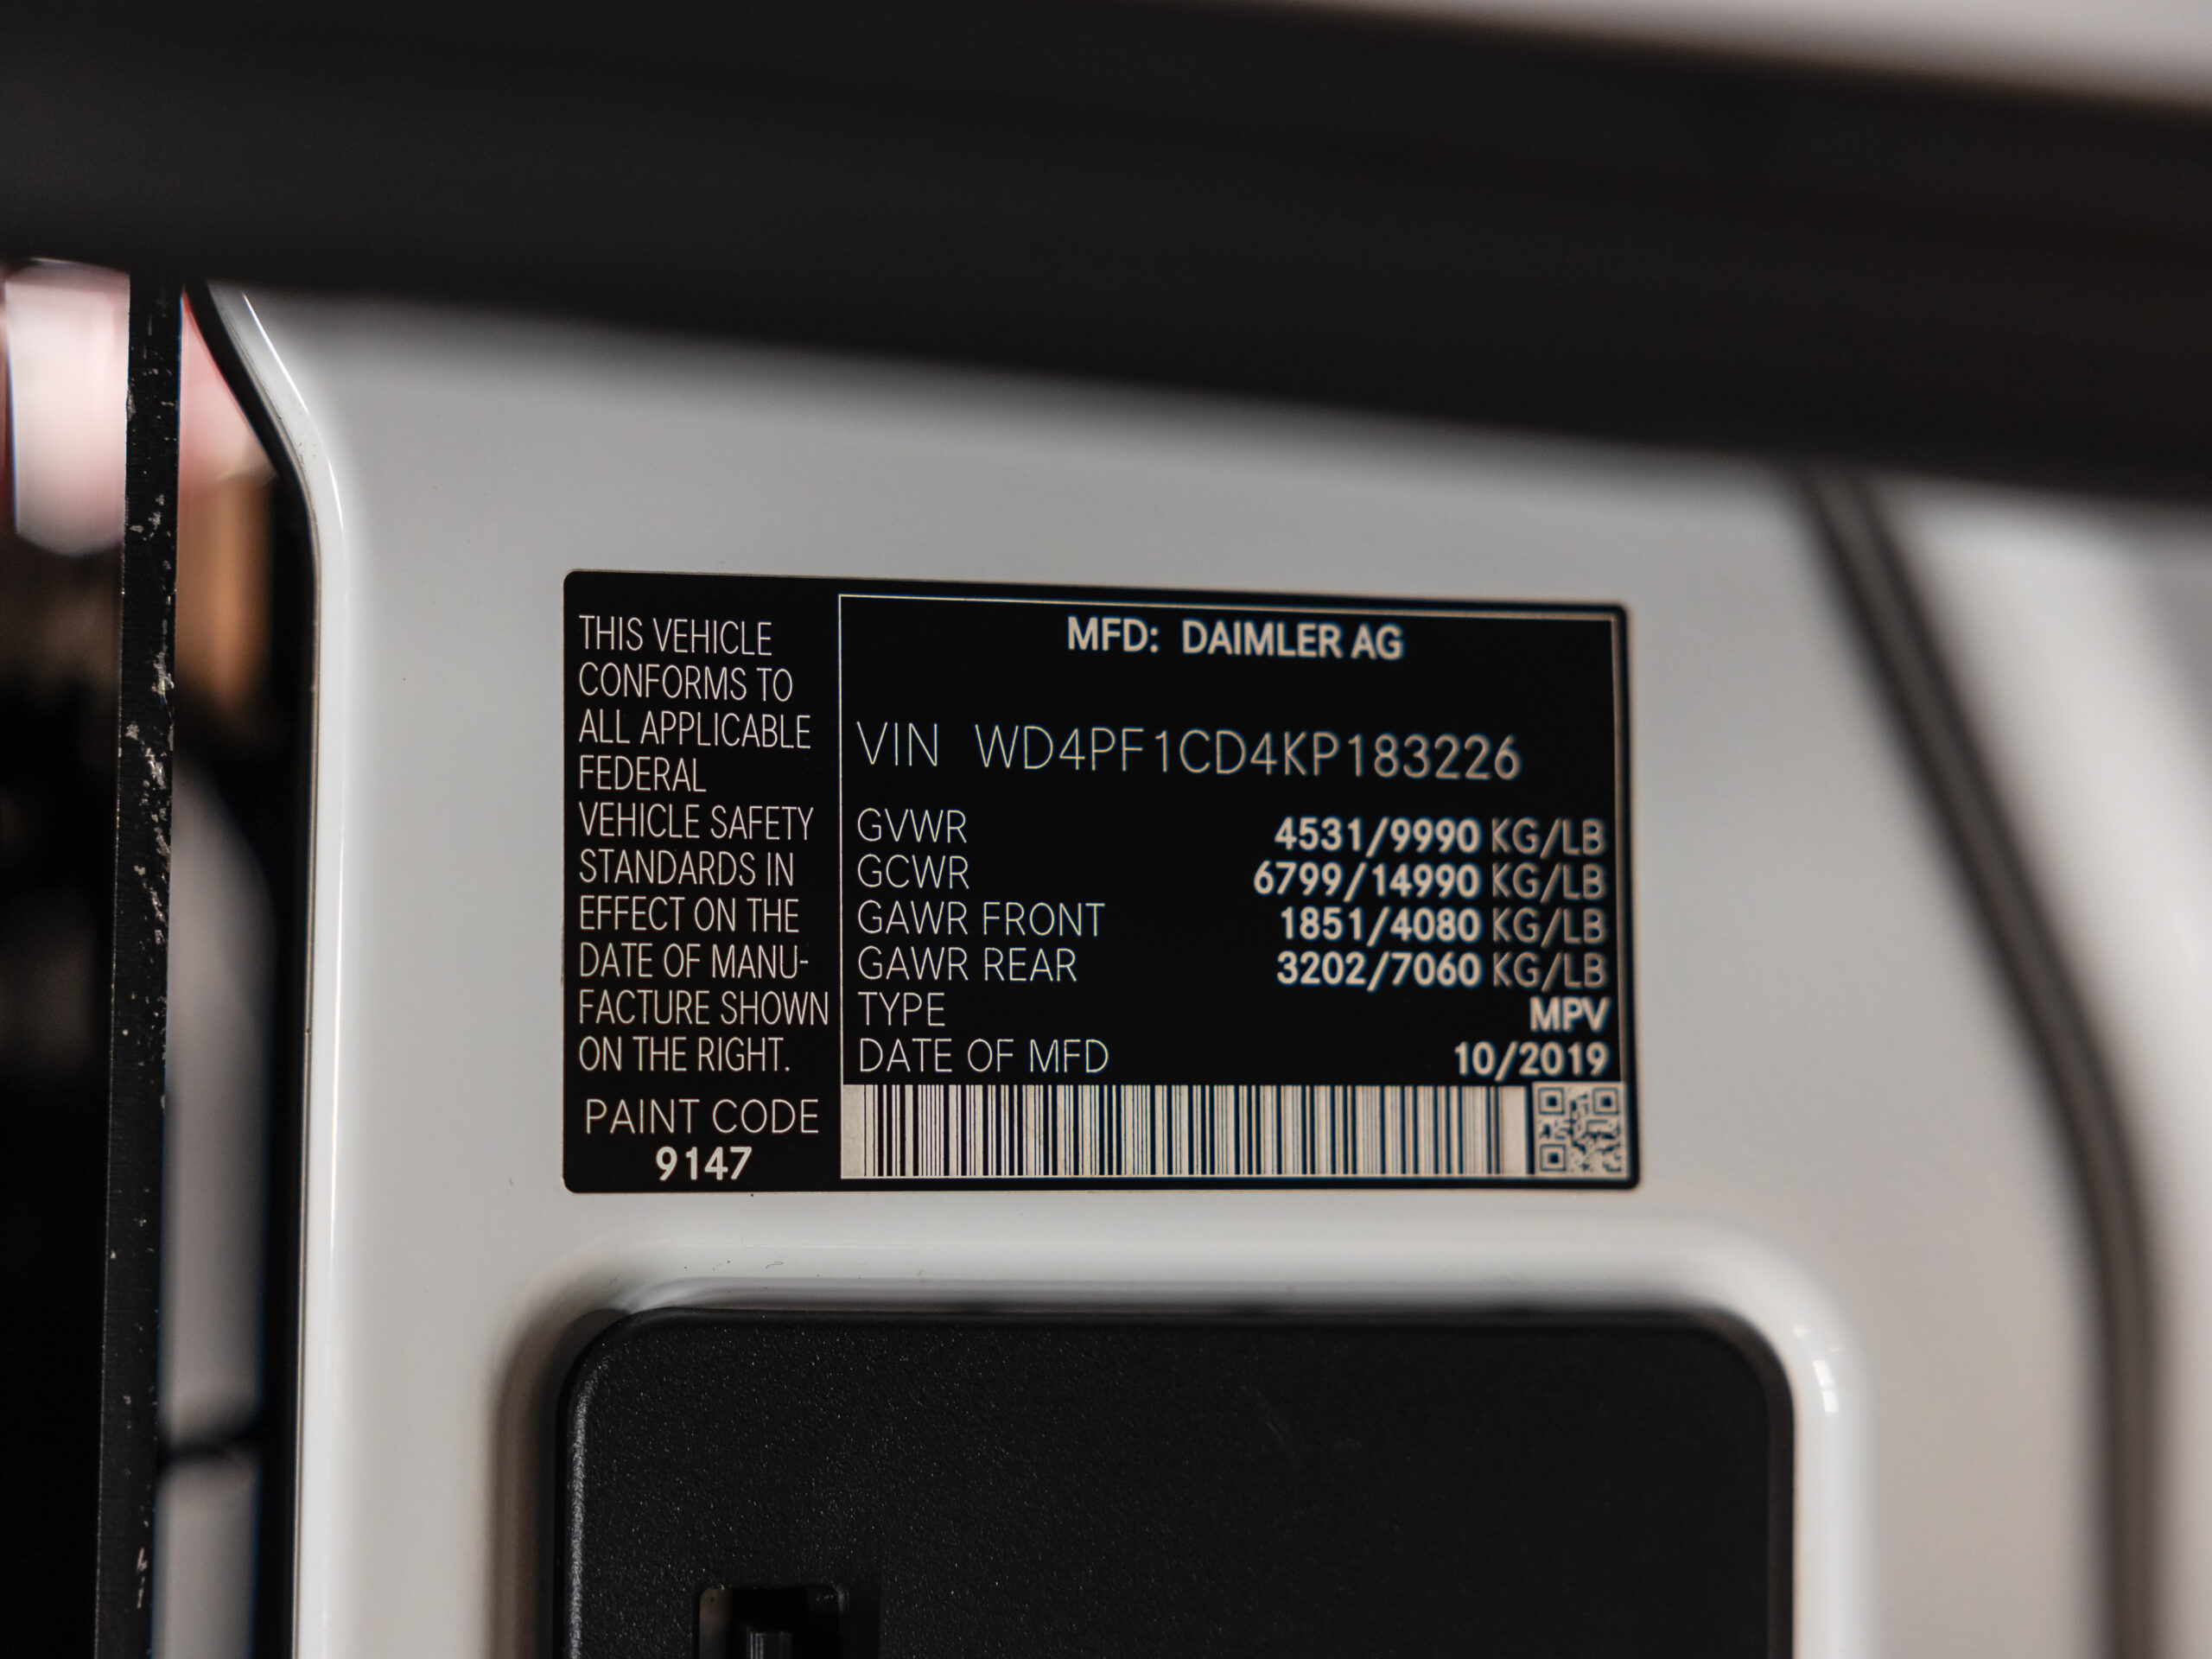 THIS VEHICLE
CONFORMS TO
ALL APPLICABLE
FEDERAL
VEHICLE SAFETY
STANDARDS IN
EFFECT ON THE
DATE OF MANU-
FACTURE SHOWN
ON THE RIGHT.
PAINT CODE
9147
MFD: DAIMLER AG
VIN WD4PF1CD4KP183226
GVWR 4531/9990 KG/LB
GCWR 6799/14990 KG/LB
GAWR FRONT 1851/4080 KG/LB
GAWR REAR 3202/7060 KG/LB
TYPE MPV
DATE OF MFD 10/2019